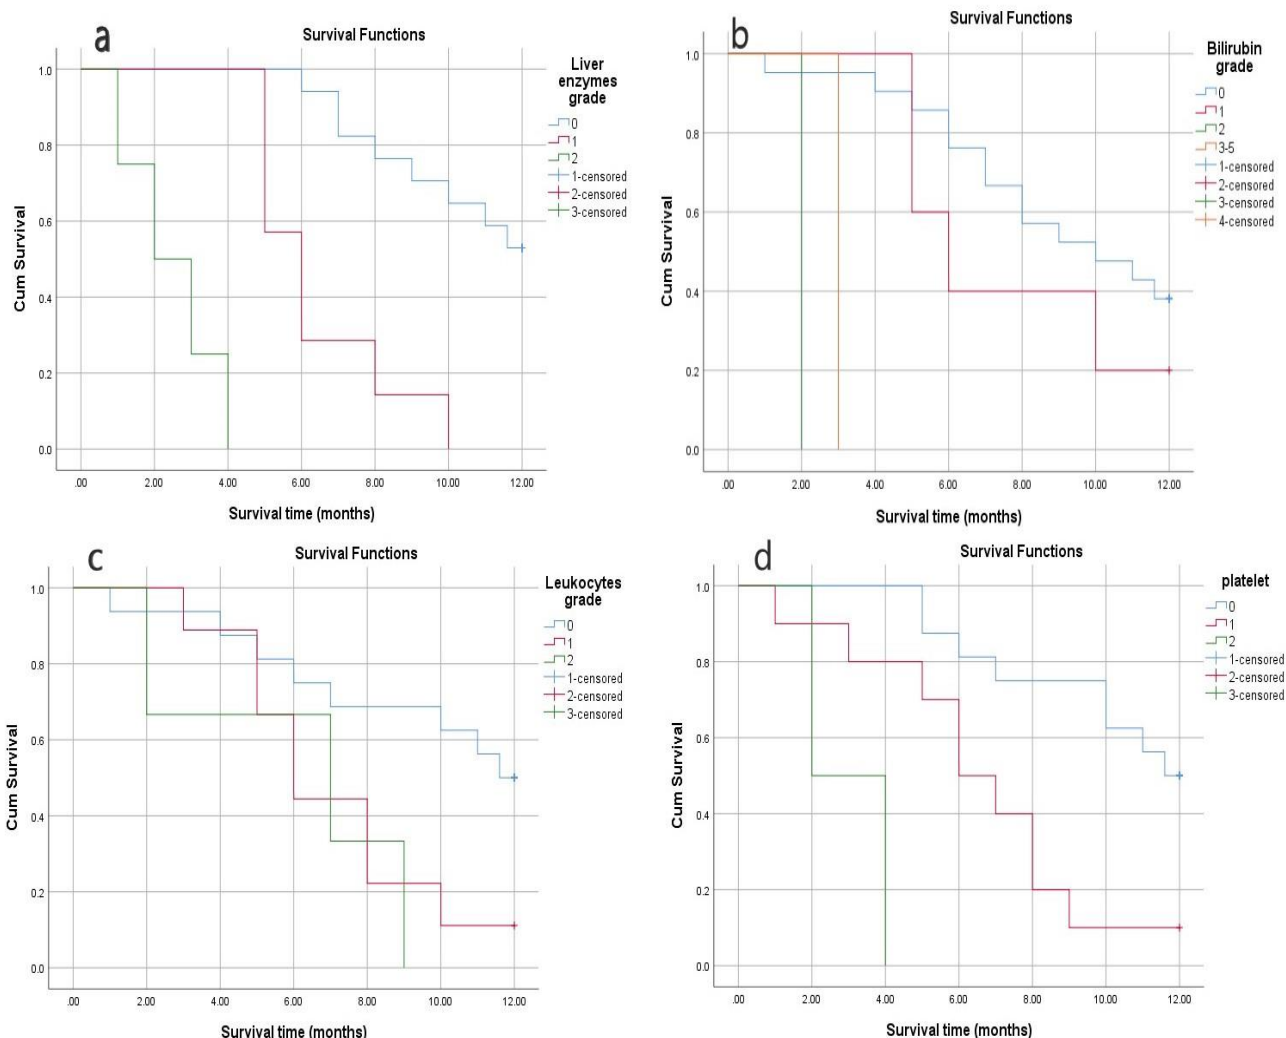 a
Survival Functions
Liver
enzymes
grade
0
1
2
1-censored
2-censored
3-censored
Cum Survival
1.0
0.8
0.6
0.4
0.2
0.0
.00 2.00 4.00 6.00 8.00 10.00 12.00
Survival time (months)
b
Survival Functions
Bilirubin
grade
0
1
2
3-5
1-censored
2-censored
3-censored
4-censored
Cum Survival
1.0
0.8
0.6
0.4
0.2
0.0
.00 2.00 4.00 6.00 8.00 10.00 12.00
Survival time (months)
c
Survival Functions
Leukocytes
grade
0
1
2
1-censored
2-censored
3-censored
Cum Survival
1.0
0.8
0.6
0.4
0.2
0.0
.00 2.00 4.00 6.00 8.00 10.00 12.00
Survival time (months)
d
Survival Functions
platelet
0
1
2
1-censored
2-censored
3-censored
Cum Survival
1.0
0.8
0.6
0.4
0.2
0.0
.00 2.00 4.00 6.00 8.00 10.00 12.00
Survival time (months)